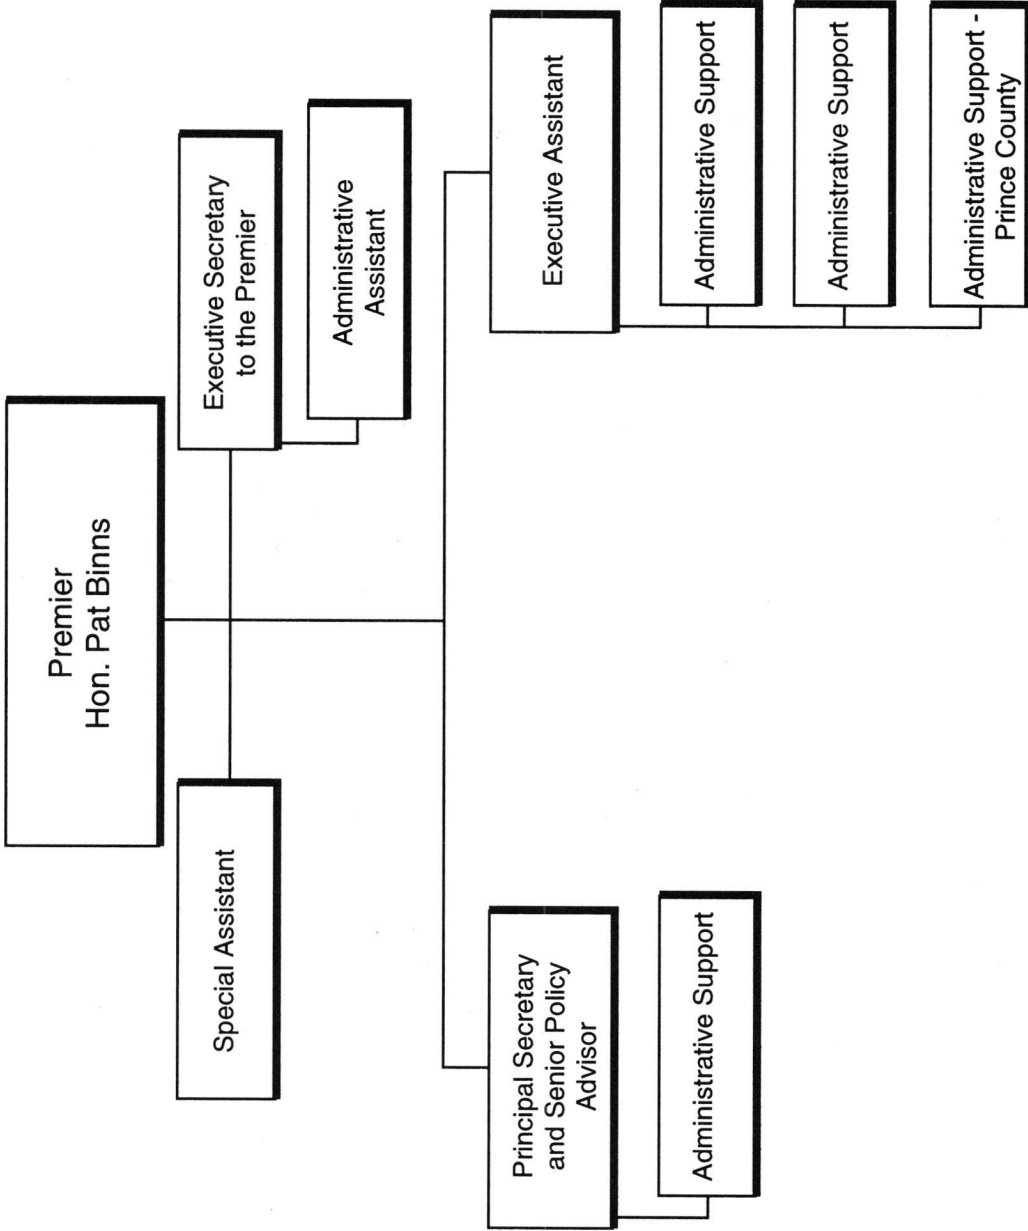 Premier
Hon. Pat Binns
Special Assistant
Executive Secretary
to the Premier
Administrative
Assistant
Principal Secretary
and Senior Policy
Advisor
Administrative Support
Executive Assistant
Administrative Support
Administrative Support
Administrative Support -
Prince County